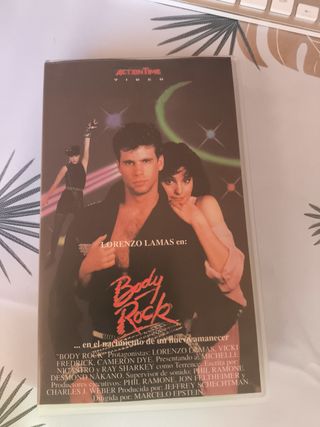 ACTION TIME
VIDEO
LORENZO LAMAS en:
Body
Rock
... en el nacimiento de un nuevo amanecer
"BODY ROCK" Protagonistas: LORENZO LAMAS, VICKI
FREDRICK, CAMERON DYE, Presentando a MICHELLE
NICASTRO y RAY SHARKEY como Terrence. Escrita por:
DESMOND NAKANO. Supervisor de sonido: PHIL RAMONE.
Productores ejecutivos: PHIL RAMONE, JON FELTHEIMER y
CHARLES J. WEBER Producida por: JEFFREY SCHECHTMAN.
Dirigida por: MARCELO EPSTEIN.